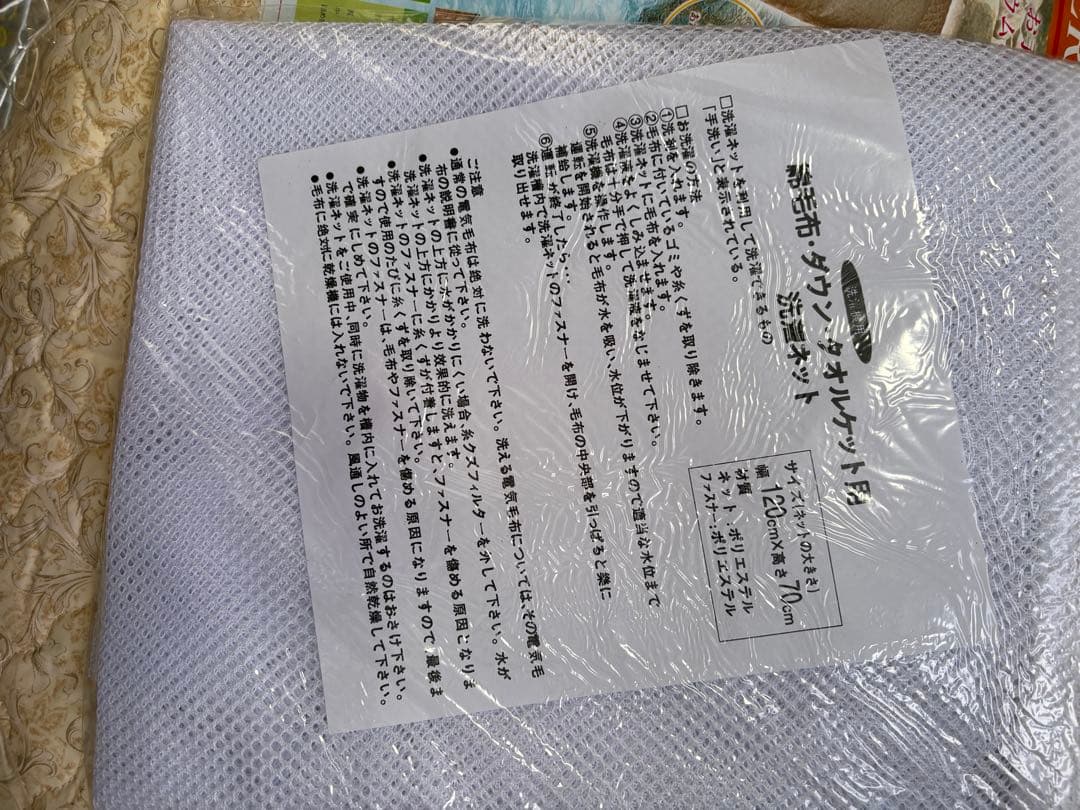 綿毛布・ダウン・タオルケット用
洗濯ネット
サイズ(ネットの大きさ)
幅 120cm×高さ 70cm
材質
ネット:ポリエステル
ファスナー:ポリエステル
□洗濯ネットを利用して洗濯できるもの
「手洗い」と表示されている。
□お洗濯の方法
①洗剤を入れます。
②毛布に付いているゴミや糸くずを取り除きます。
③洗濯ネットに毛布を入れます。
④洗濯液をよくしみ込ませます。
毛布は十分手で押して洗濯液をなじませて下さい。
⑤洗濯機を操作します。
運転を開始されると毛布が水を吸い、水位が下がりますので適当な水位まで
補給します。
⑥運転が終了したら・・・
洗濯槽内で洗濯ネットのファスナーを開け、毛布の中央部を引っぱると楽に
取り出せます。
ご注意
●通常の電気毛布は絶対に洗わないで下さい。洗える電気毛布については、その電気毛
布の説明書に従って下さい。
●洗濯ネットの上方に水がかかりにくい場合、糸クズフィルターを外して下さい。水が
洗濯ネットの上方にかかりより効果的に洗えます。
●洗濯ネットのファスナーに糸くずが付着しますと、ファスナーを傷める原因になりま
すので使用のたびに糸くずを取り除いて下さい。
●洗濯ネットのファスナーは、毛布やファスナーを傷める原因になりますので、最後ま
で確実にしめて下さい。
●洗濯ネットをご使用中、同時に洗濯物を槽内に入れてお洗濯するのはおさけ下さい。
●毛布に絶対に乾燥機には入れないで下さい。風通しのよい所で自然乾燥して下さい。